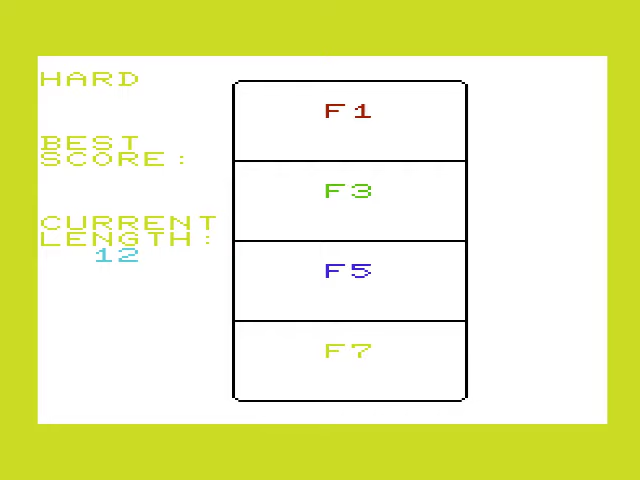 HARD
BEST
SCORE:
CURRENT
LENGTH:
12
F1
F3
F5
F7